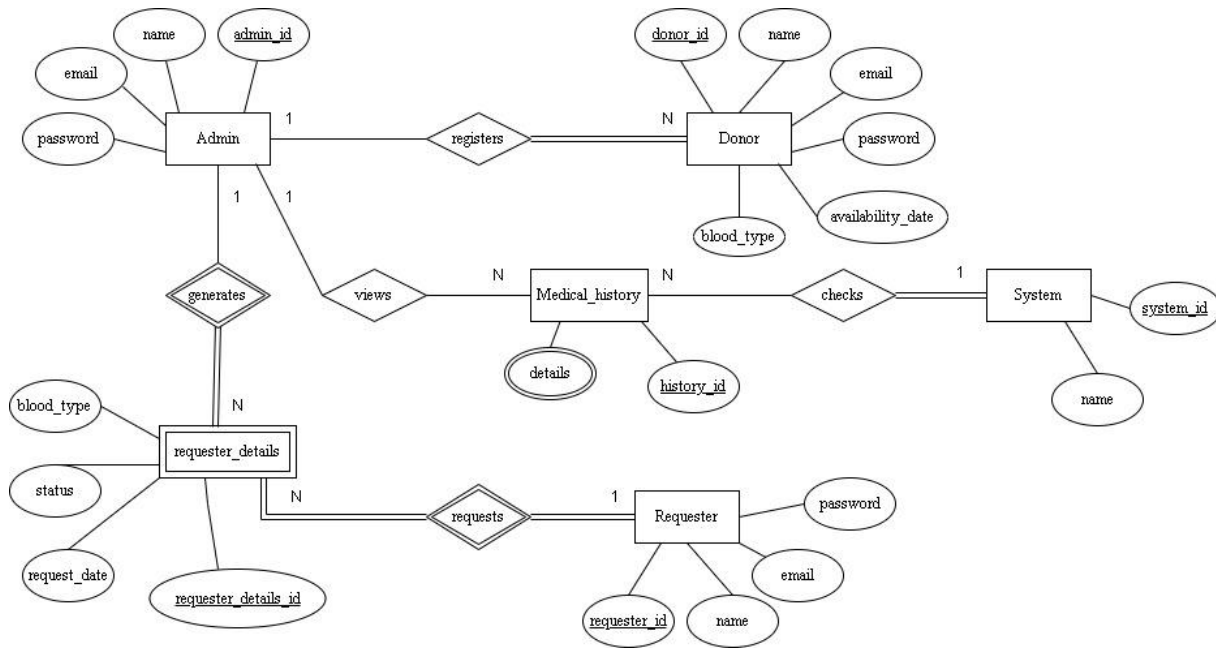 name
admin_id
donor_id
name
email
email
password
Admin
1
registers
N
Donor
password
1
1
blood_type
availability_date
generates
views
N
Medical_history
N
checks
1
System
system_id
details
history_id
name
blood_type
N
requester_details
status
N
requests
1
Requester
password
request_date
requester_details_id
email
requester_id
name